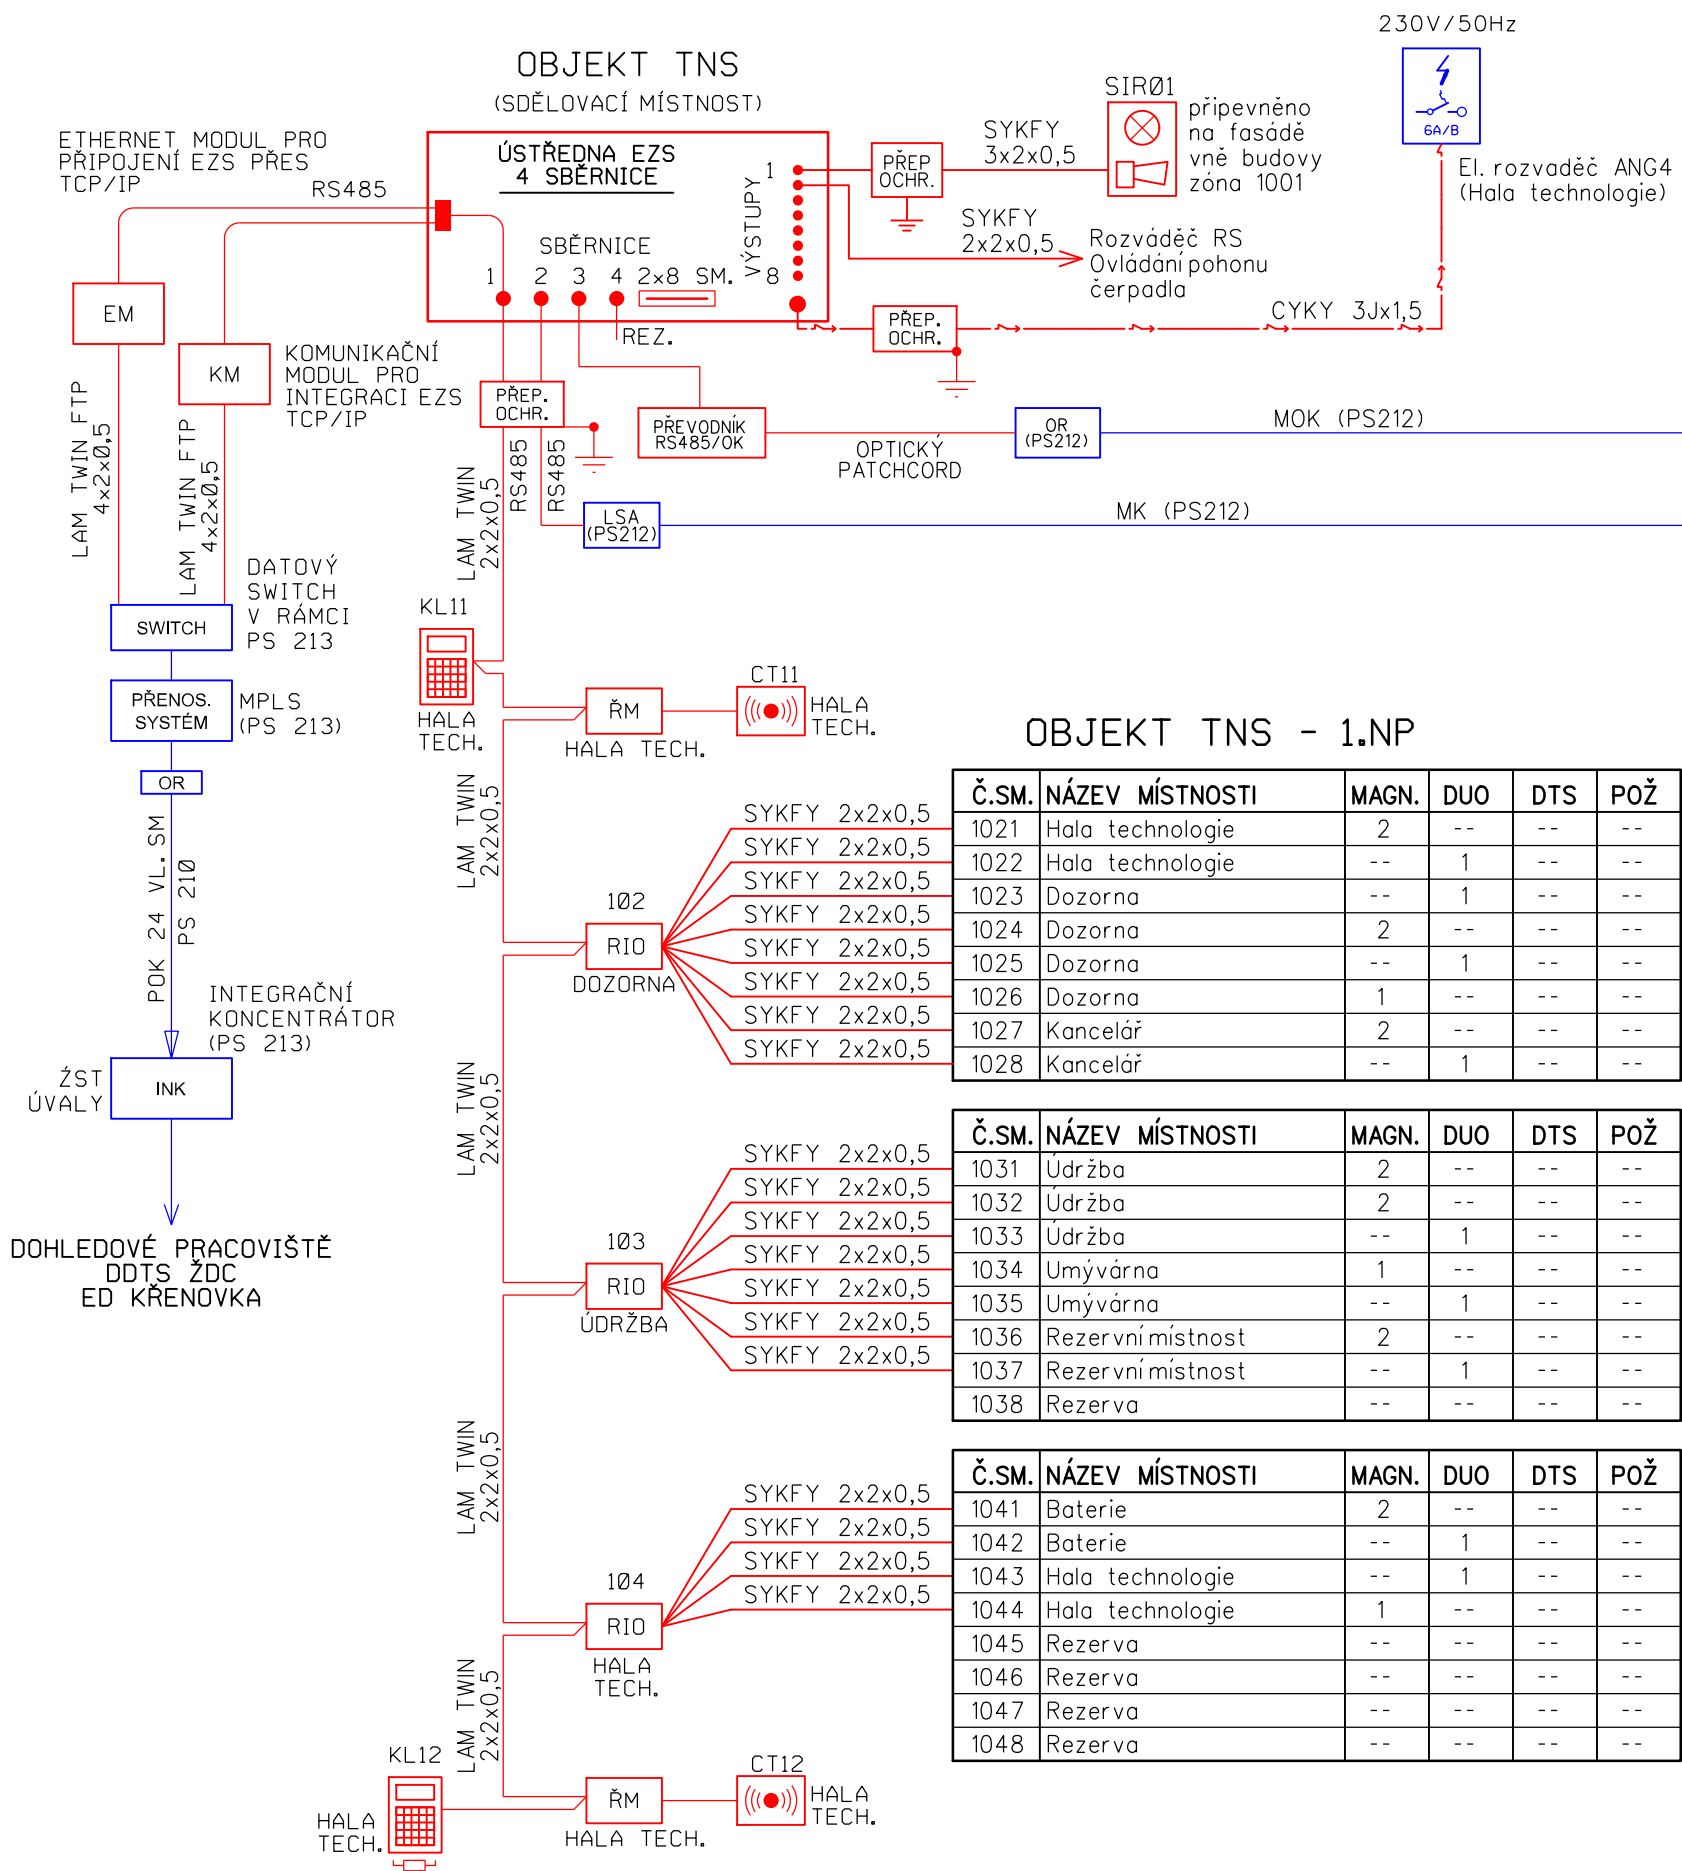 230V/50Hz
OBJEKT TNS
(SDĚLOVACÍ MÍSTNOST)
6A/B
El. rozvaděč ANG4
(Hala technologie)
SIRØ1
připevněno
na fasádě
vně budovy
zóna 1001
SYKFY
3x2x0,5
PŘEP
OCHR.
ETHERNET MODUL PRO
PŘIPOJENÍ EZS PŘES
TCP/IP
RS485
ÚSTŘEDNA EZS
4 SBĚRNICE
VÝSTUPY
1
8
SBĚRNICE
1 2 3 4 2x8 SM.
REZ.
SYKFY
2x2x0,5
Rozváděč RS
Ovládání pohonu
čerpadla
PŘEP.
OCHR.
CYKY 3Jx1,5
EM
KM
KOMUNIKAČNÍ
MODUL PRO
INTEGRACI EZS
TCP/IP
PŘEP.
OCHR.
PŘEVODNÍK
RS485/OK
OPTICKÝ
PATCHCORD
OR
(PS212)
MOK (PS212)
LAM TWIN FTP
4x2x0,5
LAM TWIN FTP
4x2x0,5
LAM TWIN
2x2x0,5
RS485
RS485
LSA
(PS212)
MK (PS212)
DATOVÝ
SWITCH
V RÁMCI
PS 213
SWITCH
PŘENOS.
SYSTÉM
MPLS
(PS 213)
OR
POK 24 VL. SM
PS 210
INTEGRAČNÍ
KONCENTRÁTOR
(PS 213)
ŽST
ÚVALY
INK
DOHLEDOVÉ PRACOVIŠTĚ
DDTS ŽDC
ED KŘENOVKA
KL11
HALA
TECH.
ŘM
HALA TECH.
CT11
HALA
TECH.
LAM TWIN
2x2x0,5
1Ø2
RIO
DOZORNA
SYKFY 2x2x0,5
SYKFY 2x2x0,5
SYKFY 2x2x0,5
SYKFY 2x2x0,5
SYKFY 2x2x0,5
SYKFY 2x2x0,5
SYKFY 2x2x0,5
SYKFY 2x2x0,5
OBJEKT TNS - 1.NP
Č.SM. NÁZEV MÍSTNOSTI MAGN. DUO DTS POŽ
1021 Hala technologie 2 -- -- --
1022 Hala technologie -- 1 -- --
1023 Dozorna -- 1 -- --
1024 Dozorna 2 -- -- --
1025 Dozorna -- 1 -- --
1026 Dozorna 1 -- -- --
1027 Kancelář 2 -- -- --
1028 Kancelář -- 1 -- --
LAM TWIN
2x2x0,5
1Ø3
RIO
ÚDRŽBA
SYKFY 2x2x0,5
SYKFY 2x2x0,5
SYKFY 2x2x0,5
SYKFY 2x2x0,5
SYKFY 2x2x0,5
SYKFY 2x2x0,5
SYKFY 2x2x0,5
Č.SM. NÁZEV MÍSTNOSTI MAGN. DUO DTS POŽ
1031 Údržba 2 -- -- --
1032 Údržba 2 -- -- --
1033 Údržba -- 1 -- --
1034 Umývárna 1 -- -- --
1035 Umývárna -- 1 -- --
1036 Rezervní místnost 2 -- -- --
1037 Rezervní místnost -- 1 -- --
1038 Rezerva -- -- -- --
LAM TWIN
2x2x0,5
1Ø4
RIO
HALA
TECH.
SYKFY 2x2x0,5
SYKFY 2x2x0,5
SYKFY 2x2x0,5
SYKFY 2x2x0,5
Č.SM. NÁZEV MÍSTNOSTI MAGN. DUO DTS POŽ
1041 Baterie 2 -- -- --
1042 Baterie -- 1 -- --
1043 Hala technologie -- 1 -- --
1044 Hala technologie 1 -- -- --
1045 Rezerva -- -- -- --
1046 Rezerva -- -- -- --
1047 Rezerva -- -- -- --
1048 Rezerva -- -- -- --
LAM TWIN
2x2x0,5
KL12
HALA
TECH.
ŘM
HALA TECH.
CT12
HALA
TECH.